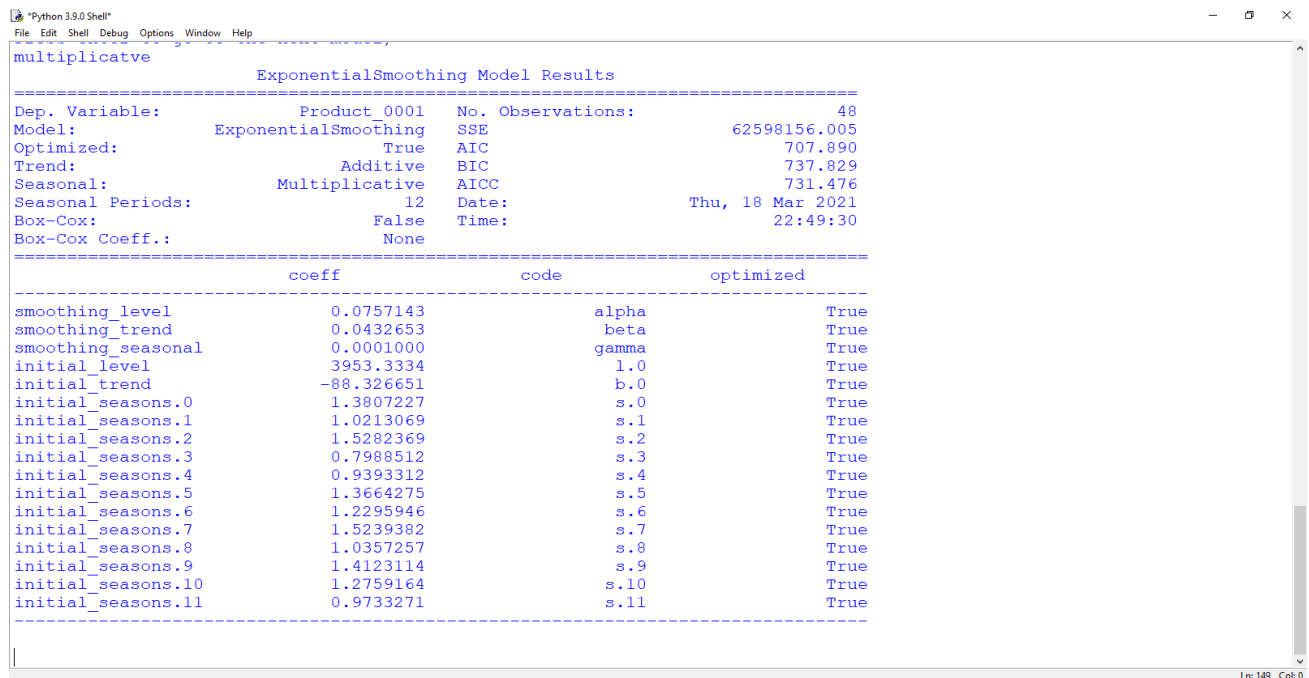 *Python 3.9.0 Shell*
File Edit Shell Debug Options Window Help
multiplicatve
ExponentialSmoothing Model Results
================================================================================
Dep. Variable: Product_0001 No. Observations: 48
Model: ExponentialSmoothing SSE 62598156.005
Optimized: True AIC 707.890
Trend: Additive BIC 737.829
Seasonal: Multiplicative AICC 731.476
Seasonal Periods: 12 Date: Thu, 18 Mar 2021
Box-Cox: False Time: 22:49:30
Box-Cox Coeff.: None
=================================================================================
coeff code optimized
---------------------------------------------------------------------------------
smoothing_level 0.0757143 alpha True
smoothing_trend 0.0432653 beta True
smoothing_seasonal 0.0001000 gamma True
initial_level 3953.3334 l.0 True
initial_trend -88.326651 b.0 True
initial_seasons.0 1.3807227 s.0 True
initial_seasons.1 1.0213069 s.1 True
initial_seasons.2 1.5282369 s.2 True
initial_seasons.3 0.7988512 s.3 True
initial_seasons.4 0.9393312 s.4 True
initial_seasons.5 1.3664275 s.5 True
initial_seasons.6 1.2295946 s.6 True
initial_seasons.7 1.5239382 s.7 True
initial_seasons.8 1.0357257 s.8 True
initial_seasons.9 1.4123114 s.9 True
initial_seasons.10 1.2759164 s.10 True
initial_seasons.11 0.9733271 s.11 True
---------------------------------------------------------------------------------
Ln: 149 Col: 0